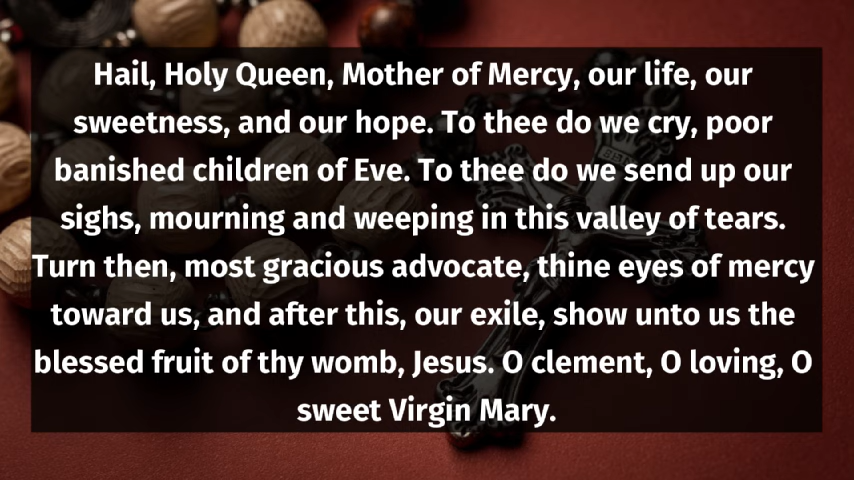 Hail, Holy Queen, Mother of Mercy, our life, our
sweetness, and our hope. To thee do we cry, poor
banished children of Eve. To thee do we send up our
sighs, mourning and weeping in this valley of tears.
Turn then, most gracious advocate, thine eyes of mercy
toward us, and after this, our exile, show unto us the
blessed fruit of thy womb, Jesus. O clement, O loving, O
sweet Virgin Mary.